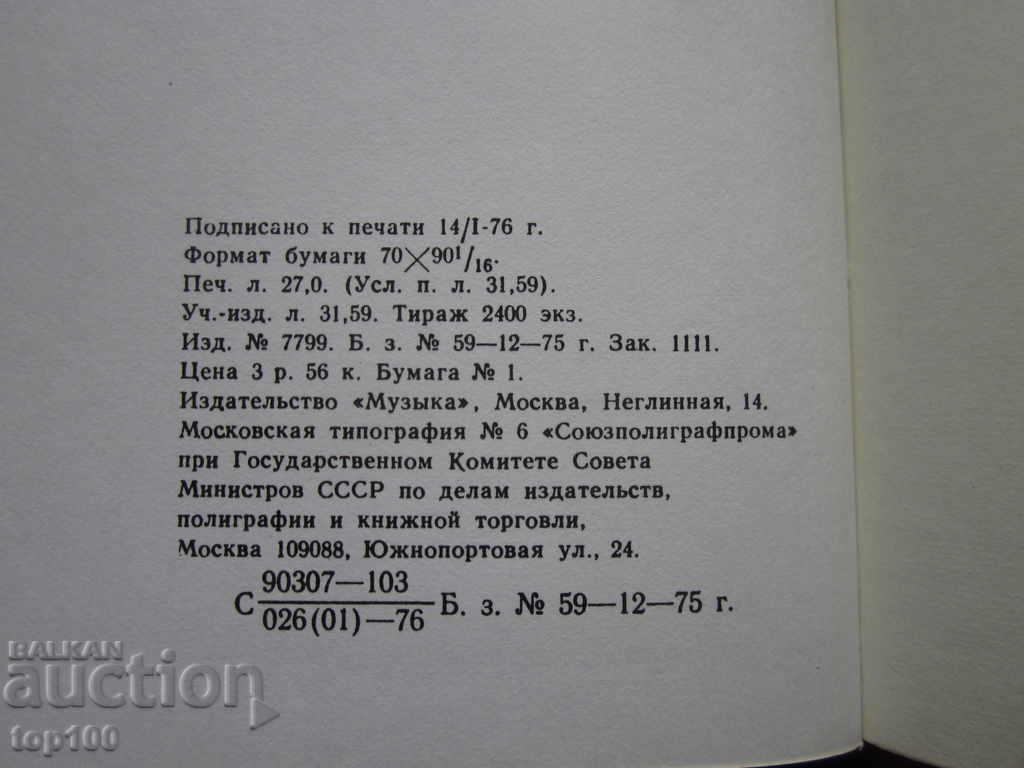 Подписано к печати 14/I-76 г.
Формат бумаги 70×90¹/₁₆.
Печ. л. 27,0. (Усл. п. л. 31,59).
Уч.-изд. л. 31,59. Тираж 2400 экз.
Изд. № 7799. Б. з. № 59—12—75 г. Зак. 1111.
Цена 3 р. 56 к. Бумага № 1.
Издательство «Музыка», Москва, Неглинная, 14.
Московская типография № 6 «Союзполиграфпрома»
при Государственном Комитете Совета
Министров СССР по делам издательств,
полиграфии и книжной торговли,
Москва 109088, Южнопортовая ул., 24.
С 90307—103
026(01)—76 Б. з. № 59—12—75 г.
BALKAN
auction
top100